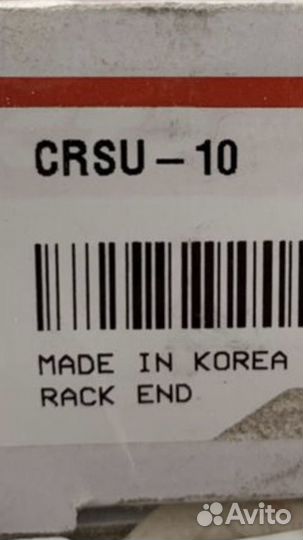 CRSU-10
MADE IN KOREA
RACK END
Avito